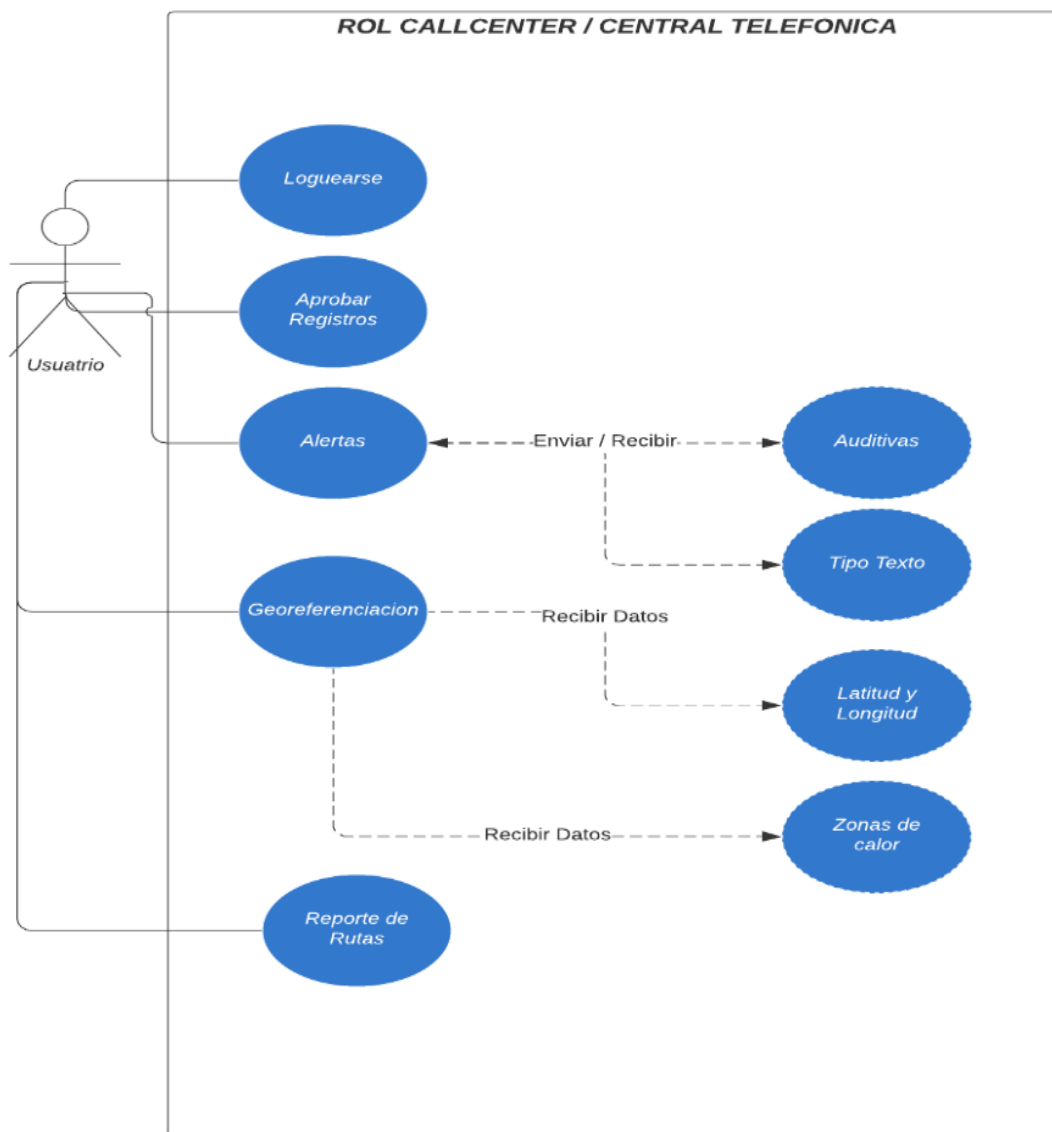 ROL CALLCENTER / CENTRAL TELEFONICA
Loguearse
Aprobar
Registros
Usuatrio
Alertas
Enviar / Recibir
Auditivas
Tipo Texto
Georeferenciacion
Recibir Datos
Latitud y
Longitud
Recibir Datos
Zonas de
calor
Reporte de
Rutas